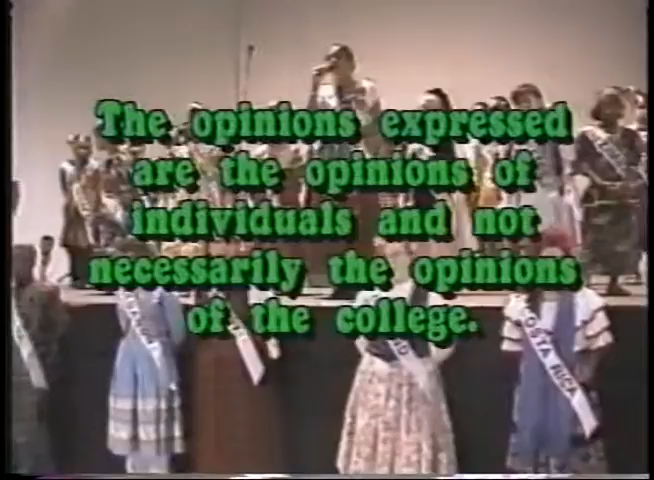 The opinions expressed
are the opinions of
individuals and not
necessarily the opinions
of the college.
COSTA RICA